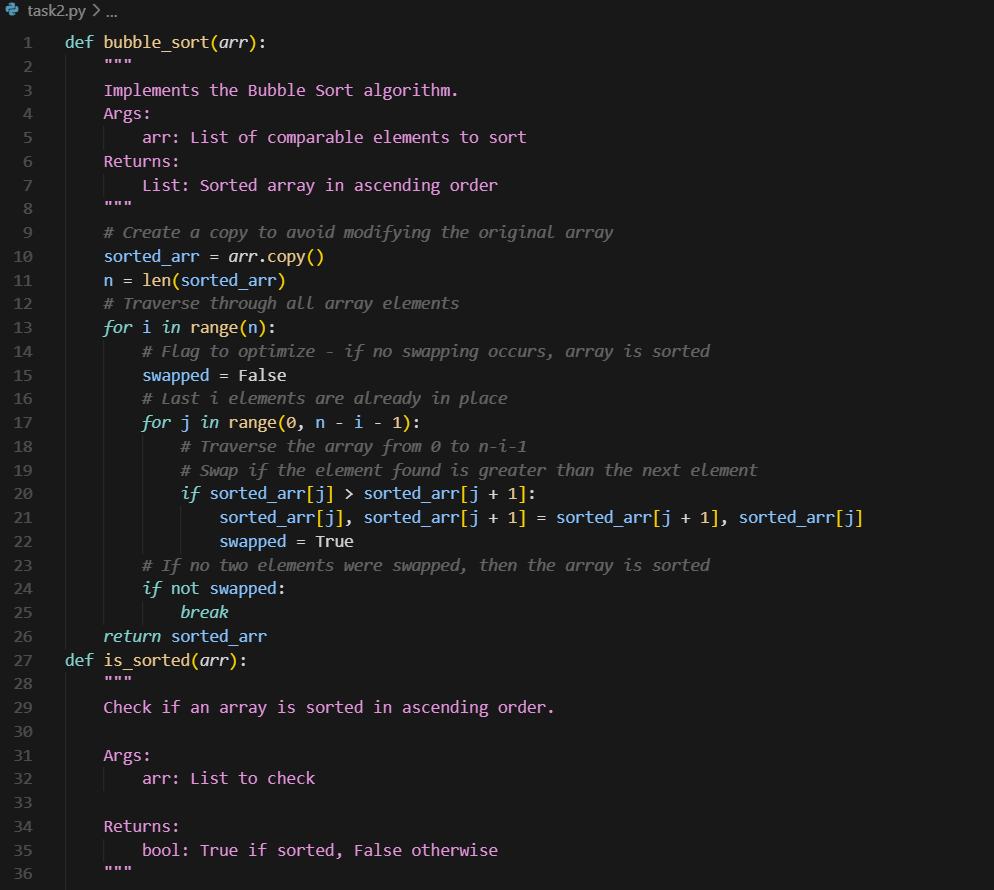 task2.py > ...
1 def bubble_sort(arr):
2 """
3 Implements the Bubble Sort algorithm.
4 Args:
5 arr: List of comparable elements to sort
6 Returns:
7 List: Sorted array in ascending order
8 """
9 # Create a copy to avoid modifying the original array
10 sorted_arr = arr.copy()
11 n = len(sorted_arr)
12 # Traverse through all array elements
13 for i in range(n):
14 # Flag to optimize - if no swapping occurs, array is sorted
15 swapped = False
16 # Last i elements are already in place
17 for j in range(0, n - i - 1):
18 # Traverse the array from 0 to n-i-1
19 # Swap if the element found is greater than the next element
20 if sorted_arr[j] > sorted_arr[j + 1]:
21 sorted_arr[j], sorted_arr[j + 1] = sorted_arr[j + 1], sorted_arr[j]
22 swapped = True
23 # If no two elements were swapped, then the array is sorted
24 if not swapped:
25 break
26 return sorted_arr
27 def is_sorted(arr):
28 """
29 Check if an array is sorted in ascending order.
30
31 Args:
32 arr: List to check
33
34 Returns:
35 bool: True if sorted, False otherwise
36 """